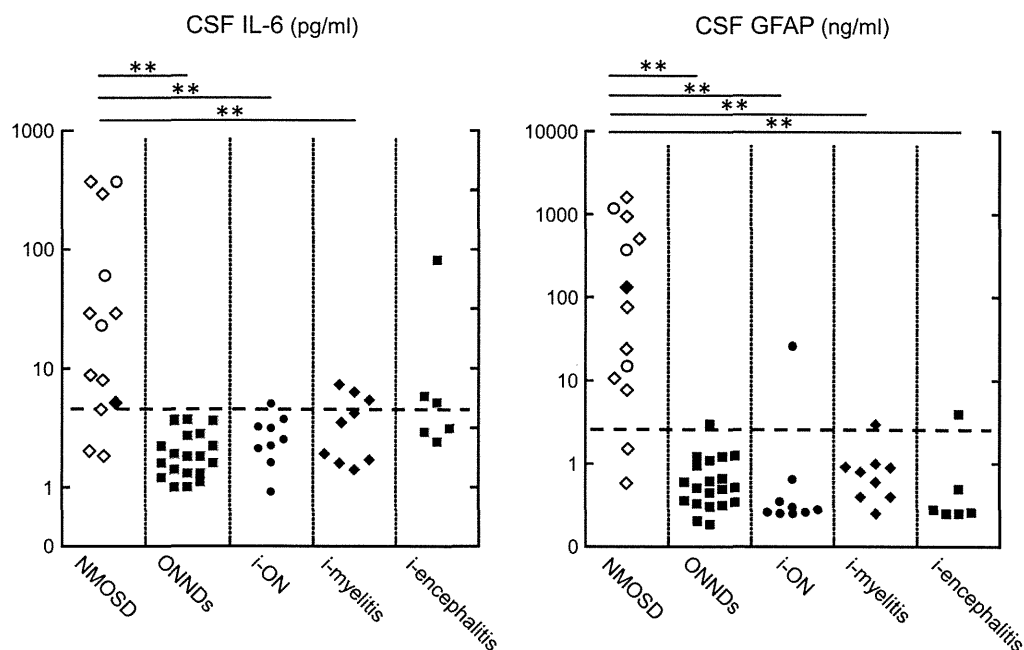 CSF IL-6 (pg/ml)
**
**
**
1000
100
10
1
0
NMOSD
ONNDs
i-ON
i-myelitis
i-encephalitis
CSF GFAP (ng/ml)
**
**
**
**
10000
1000
100
10
1
0
NMOSD
ONNDs
i-ON
i-myelitis
i-encephalitis